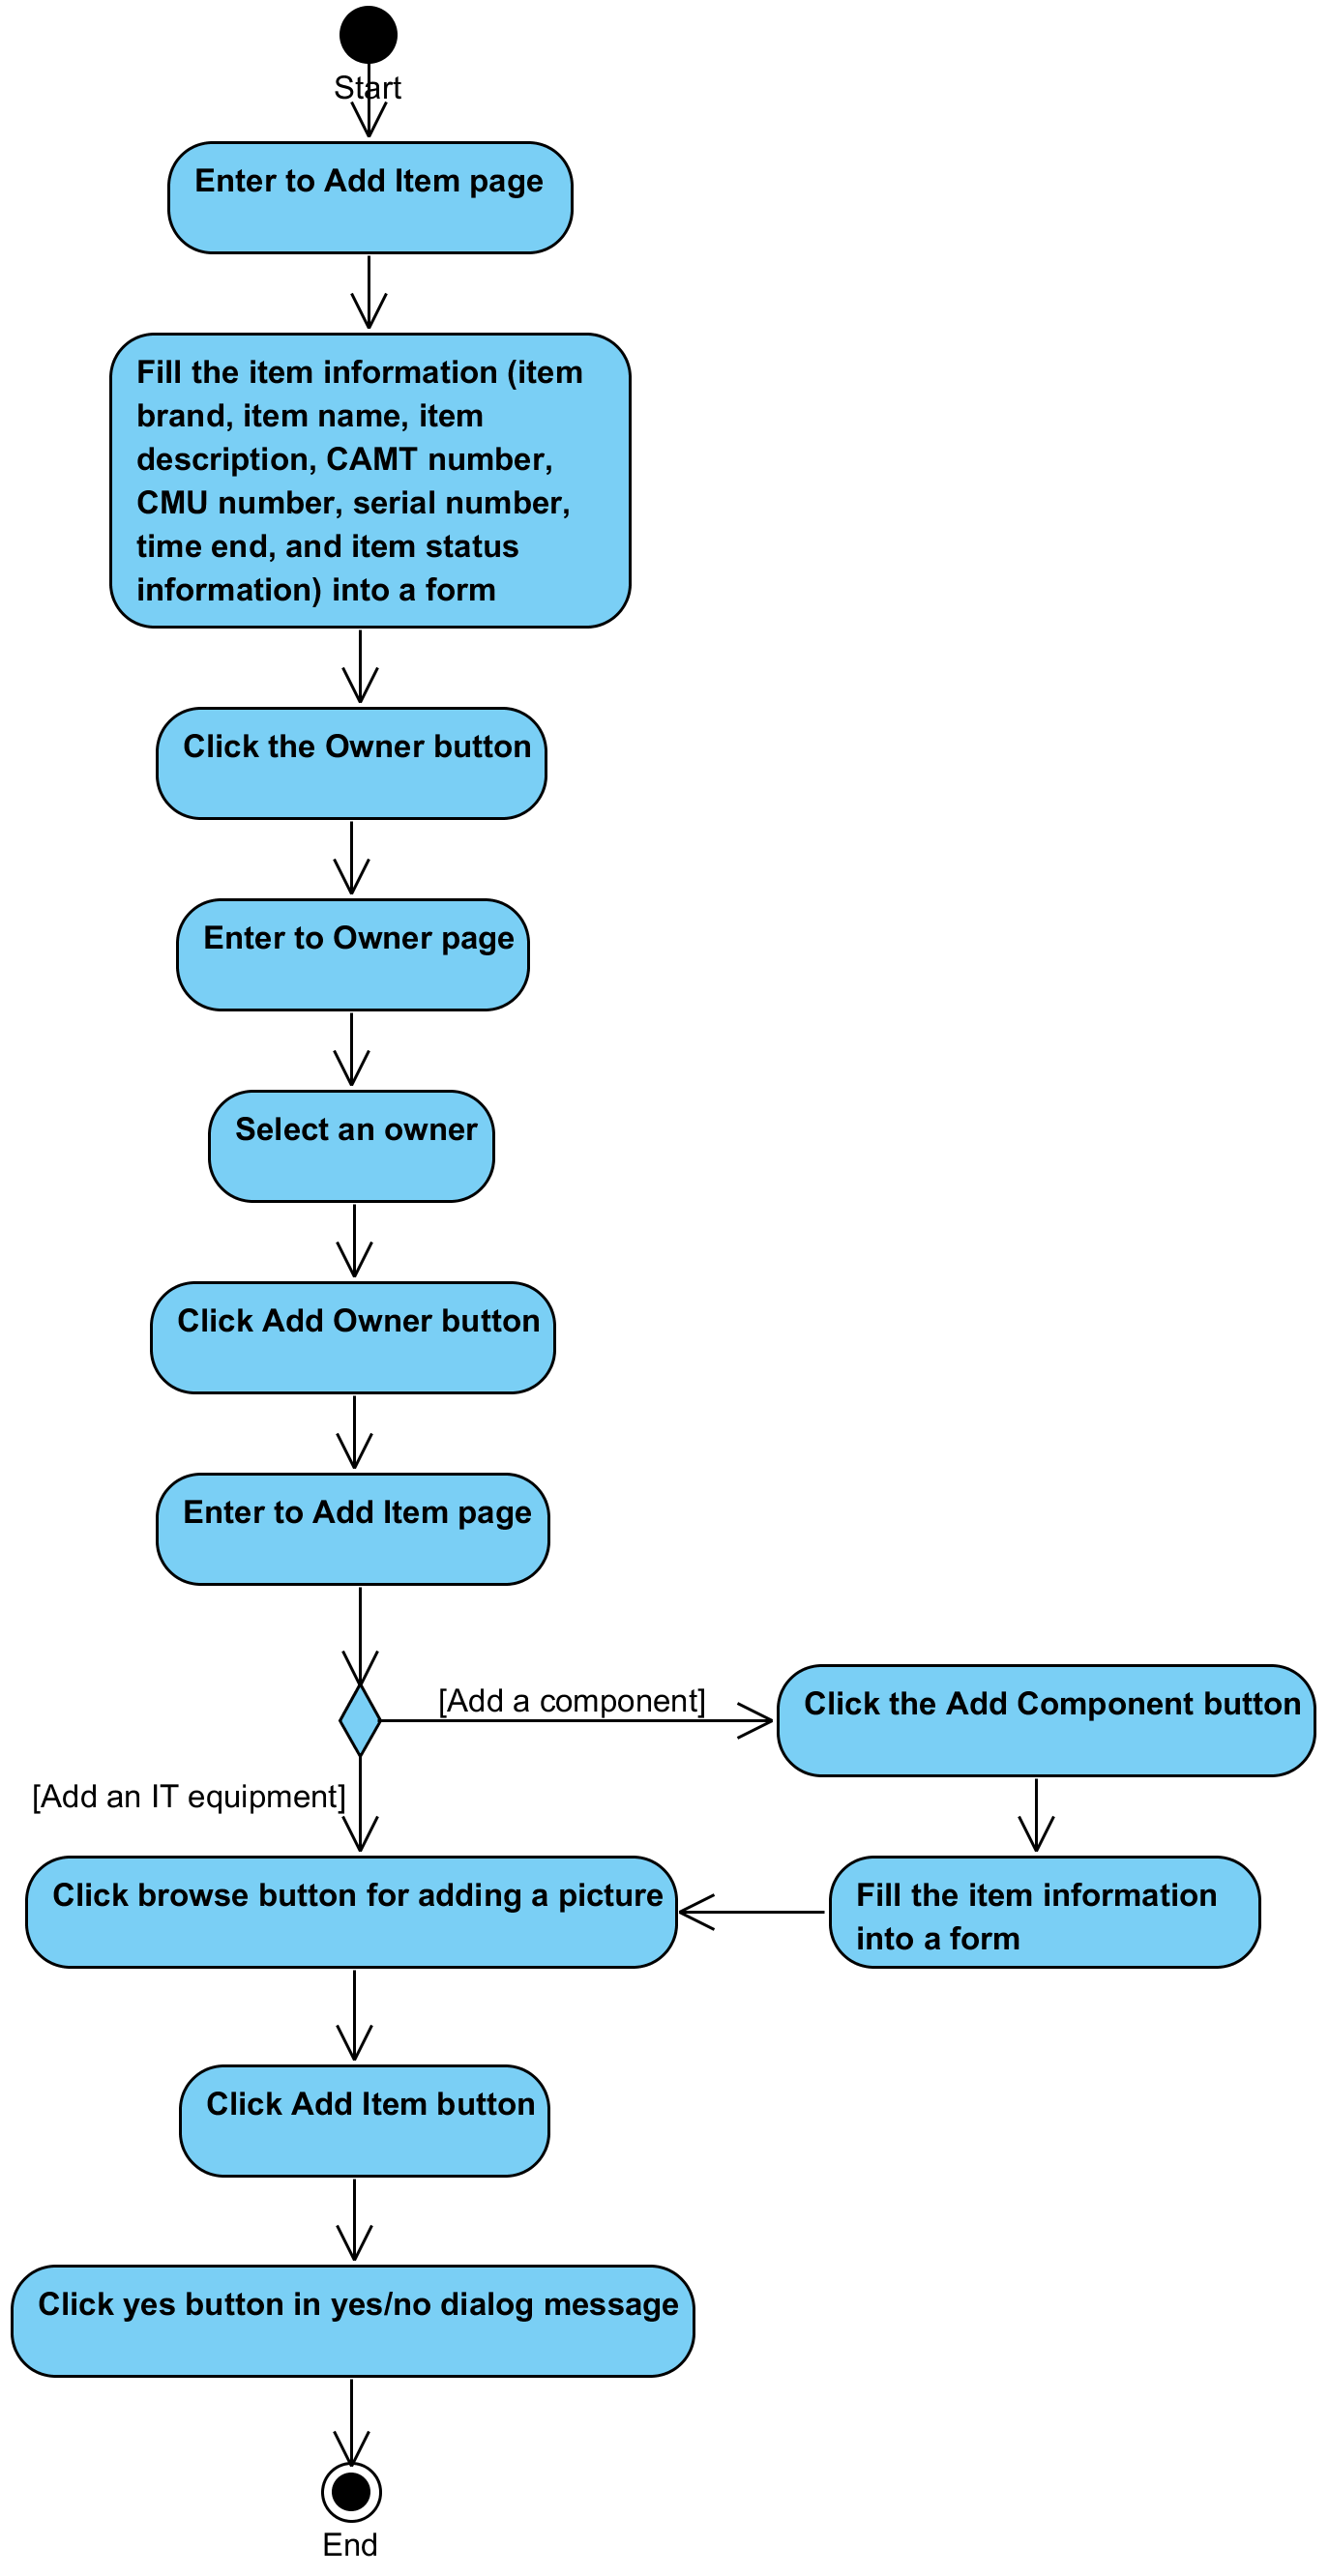 Start
Enter to Add Item page
Fill the item information (item
brand, item name, item
description, CAMT number,
CMU number, serial number,
time end, and item status
information) into a form
Click the Owner button
Enter to Owner page
Select an owner
Click Add Owner button
Enter to Add Item page
[Add a component]
Click the Add Component button
[Add an IT equipment]
Click browse button for adding a picture
Fill the item information
into a form
Click Add Item button
Click yes button in yes/no dialog message
End